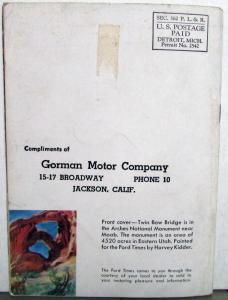 SEC. 562 P. L. & R.
U. S. POSTAGE
PAID
DETROIT, MICH.
Permit No. 2542
Compliments of
Gorman Motor Company
15-17 BROADWAY PHONE 10
JACKSON, CALIF.
Front cover—Twin Bow Bridge is in
the Arches National Monument near
Moab. The monument is an area of
4520 acres in Eastern Utah. Painted
for the Ford Times by Harvey Kidder.
The Ford Times comes to you through the
courtesy of your local dealer to add to
your motoring pleasure and information